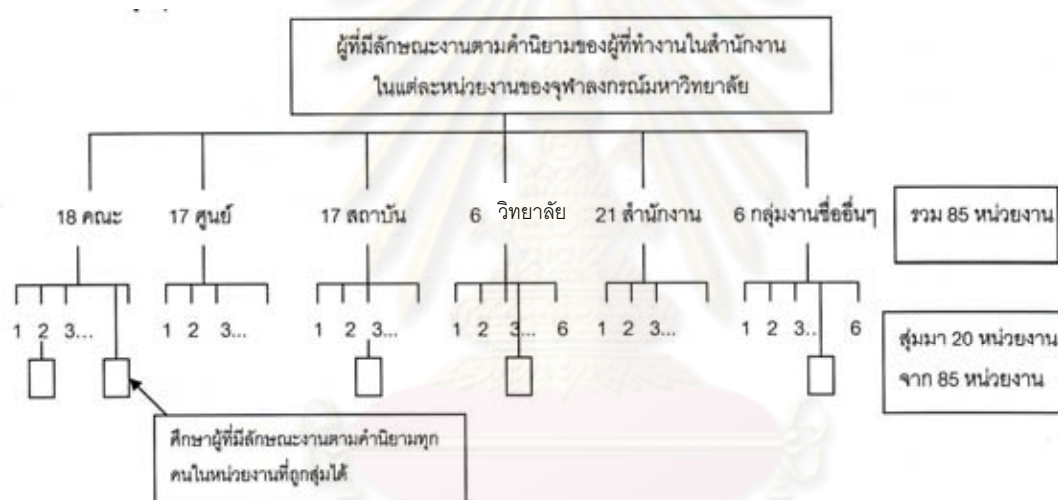 ผู้ที่มีลักษณะงานตามคำนิยามของผู้ที่ทำงานในสำนักงาน
ในแต่ละหน่วยงานของจุฬาลงกรณ์มหาวิทยาลัย
18 คณะ 17 ศูนย์ 17 สถาบัน 6 วิทยาลัย 21 สำนักงาน 6 กลุ่มงานชื่ออื่นๆ รวม 85 หน่วยงาน
1 2 3... 1 2 3... 1 2 3... 1 2 3... 6 1 2 3... 1 2 3.. 6
สุ่มมา 20 หน่วยงาน
จาก 85 หน่วยงาน
ศึกษาผู้ที่มีลักษณะงานตามคำนิยามทุก
คนในหน่วยงานที่ถูกสุ่มได้